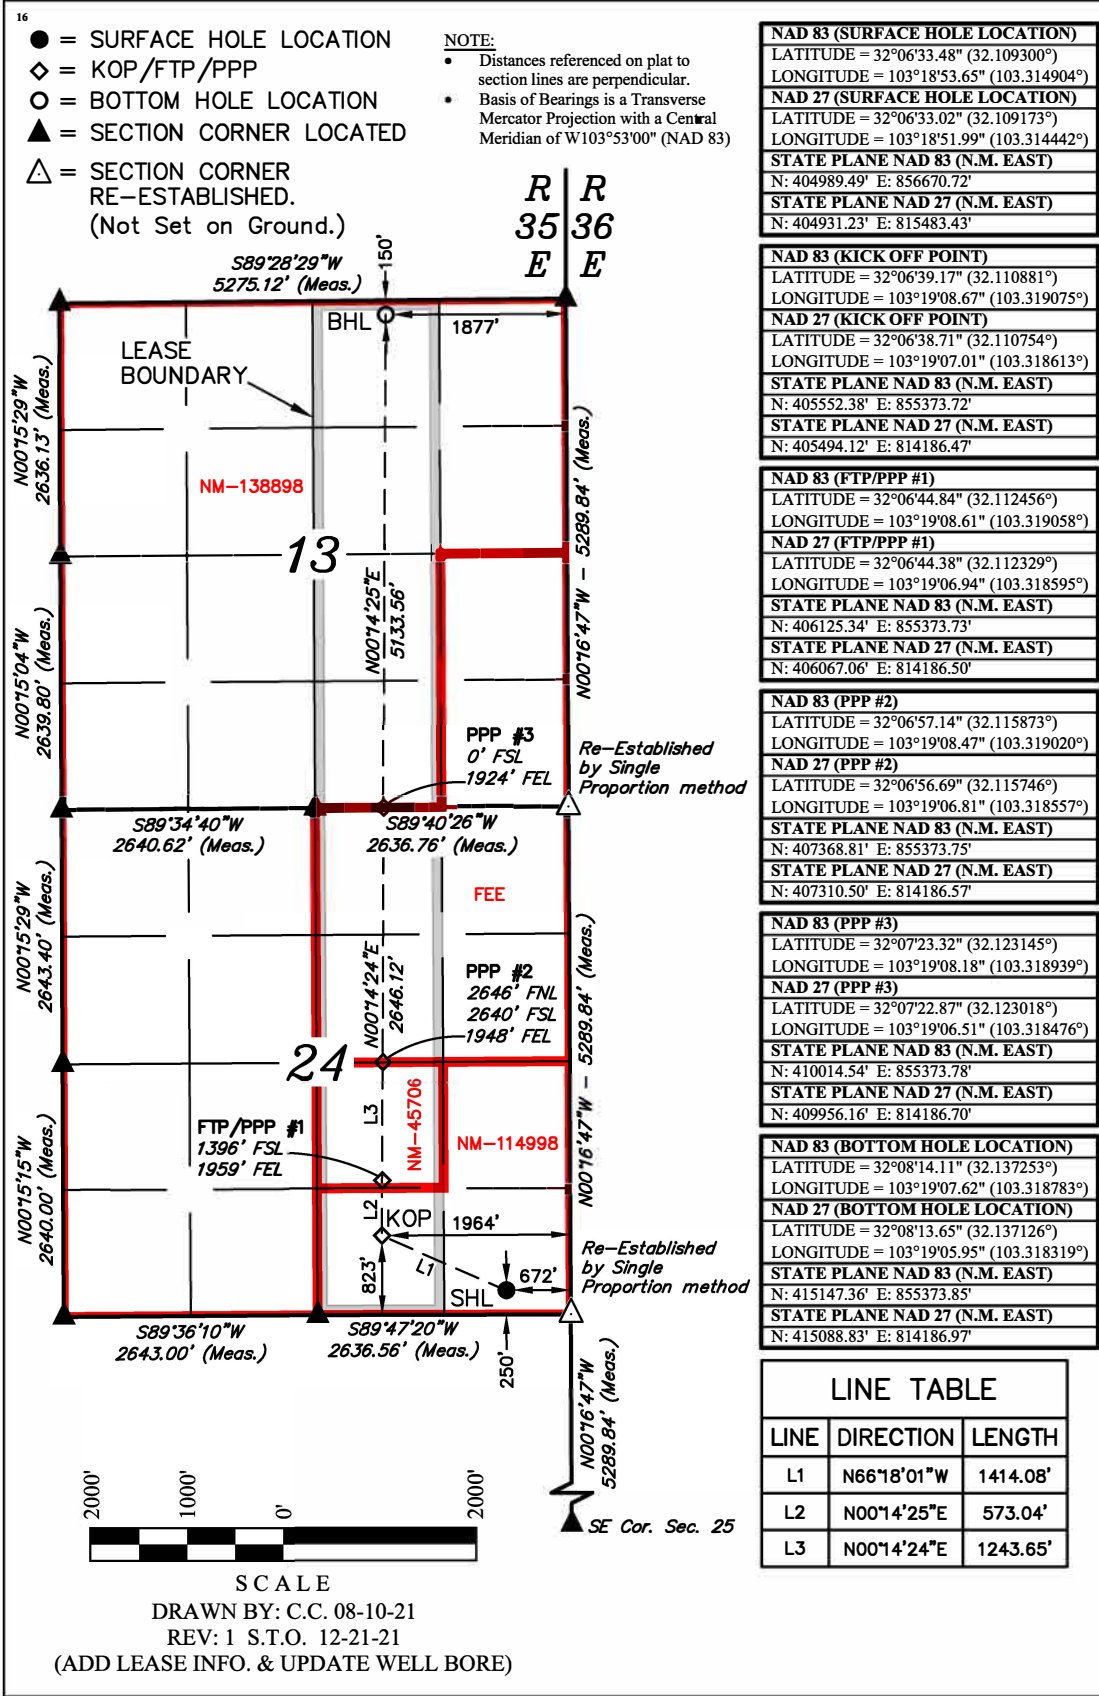 16
● = SURFACE HOLE LOCATION
◇ = KOP/FTP/PPP
○ = BOTTOM HOLE LOCATION
▲ = SECTION CORNER LOCATED
△ = SECTION CORNER
RE-ESTABLISHED.
(Not Set on Ground.)
NOTE:
• Distances referenced on plat to
section lines are perpendicular.
• Basis of Bearings is a Transverse
Mercator Projection with a Central
Meridian of W103°53'00" (NAD 83)
R R
35 36
E E
S89°28'29"W
5275.12' (Meas.)
150'
BHL
1877'
LEASE
BOUNDARY
N00°15'29"W
2636.13' (Meas.)
NM-138898
13
N00°14'25"E
5133.56'
N00°16'47"W - 5289.84' (Meas.)
N00°15'04"W
2639.80' (Meas.)
PPP #3
0' FSL
1924' FEL
Re-Established
by Single
Proportion method
S89°34'40"W
2640.62' (Meas.)
S89°40'26"W
2636.76' (Meas.)
FEE
N00°15'29"W
2643.40' (Meas.)
N00°14'24"E
2646.12'
PPP #2
2646' FNL
2640' FSL
1948' FEL
N00°16'47"W - 5289.84' (Meas.)
24
L3
NM-45706
NM-114998
FTP/PPP #1
1396' FSL
1959' FEL
N00°15'15"W
2640.00' (Meas.)
L2
KOP
1964'
L1
823'
SHL
672'
Re-Established
by Single
Proportion method
S89°36'10"W
2643.00' (Meas.)
S89°47'20"W
2636.56' (Meas.)
250'
N00°16'47"W
5289.84' (Meas.)
SE Cor. Sec. 25
2000' 1000' 0' 2000'
SCALE
DRAWN BY: C.C. 08-10-21
REV: 1 S.T.O. 12-21-21
(ADD LEASE INFO. & UPDATE WELL BORE)
NAD 83 (SURFACE HOLE LOCATION)
LATITUDE = 32°06'33.48" (32.109300°)
LONGITUDE = 103°18'53.65" (103.314904°)
NAD 27 (SURFACE HOLE LOCATION)
LATITUDE = 32°06'33.02" (32.109173°)
LONGITUDE = 103°18'51.99" (103.314442°)
STATE PLANE NAD 83 (N.M. EAST)
N: 404989.49' E: 856670.72'
STATE PLANE NAD 27 (N.M. EAST)
N: 404931.23' E: 815483.43'
NAD 83 (KICK OFF POINT)
LATITUDE = 32°06'39.17" (32.110881°)
LONGITUDE = 103°19'08.67" (103.319075°)
NAD 27 (KICK OFF POINT)
LATITUDE = 32°06'38.71" (32.110754°)
LONGITUDE = 103°19'07.01" (103.318613°)
STATE PLANE NAD 83 (N.M. EAST)
N: 405552.38' E: 855373.72'
STATE PLANE NAD 27 (N.M. EAST)
N: 405494.12' E: 814186.47'
NAD 83 (FTP/PPP #1)
LATITUDE = 32°06'44.84" (32.112456°)
LONGITUDE = 103°19'08.61" (103.319058°)
NAD 27 (FTP/PPP #1)
LATITUDE = 32°06'44.38" (32.112329°)
LONGITUDE = 103°19'06.94" (103.318595°)
STATE PLANE NAD 83 (N.M. EAST)
N: 406125.34' E: 855373.73'
STATE PLANE NAD 27 (N.M. EAST)
N: 406067.06' E: 814186.50'
NAD 83 (PPP #2)
LATITUDE = 32°06'57.14" (32.115873°)
LONGITUDE = 103°19'08.47" (103.319020°)
NAD 27 (PPP #2)
LATITUDE = 32°06'56.69" (32.115746°)
LONGITUDE = 103°19'06.81" (103.318557°)
STATE PLANE NAD 83 (N.M. EAST)
N: 407368.81' E: 855373.75'
STATE PLANE NAD 27 (N.M. EAST)
N: 407310.50' E: 814186.57'
NAD 83 (PPP #3)
LATITUDE = 32°07'23.32" (32.123145°)
LONGITUDE = 103°19'08.18" (103.318939°)
NAD 27 (PPP #3)
LATITUDE = 32°07'22.87" (32.123018°)
LONGITUDE = 103°19'06.51" (103.318476°)
STATE PLANE NAD 83 (N.M. EAST)
N: 410014.54' E: 855373.78'
STATE PLANE NAD 27 (N.M. EAST)
N: 409956.16' E: 814186.70'
NAD 83 (BOTTOM HOLE LOCATION)
LATITUDE = 32°08'14.11" (32.137253°)
LONGITUDE = 103°19'07.62" (103.318783°)
NAD 27 (BOTTOM HOLE LOCATION)
LATITUDE = 32°08'13.65" (32.137126°)
LONGITUDE = 103°19'05.95" (103.318319°)
STATE PLANE NAD 83 (N.M. EAST)
N: 415147.36' E: 855373.85'
STATE PLANE NAD 27 (N.M. EAST)
N: 415088.83' E: 814186.97'
LINE TABLE
LINE DIRECTION LENGTH
L1 N66°18'01"W 1414.08'
L2 N00°14'25"E 573.04'
L3 N00°14'24"E 1243.65'